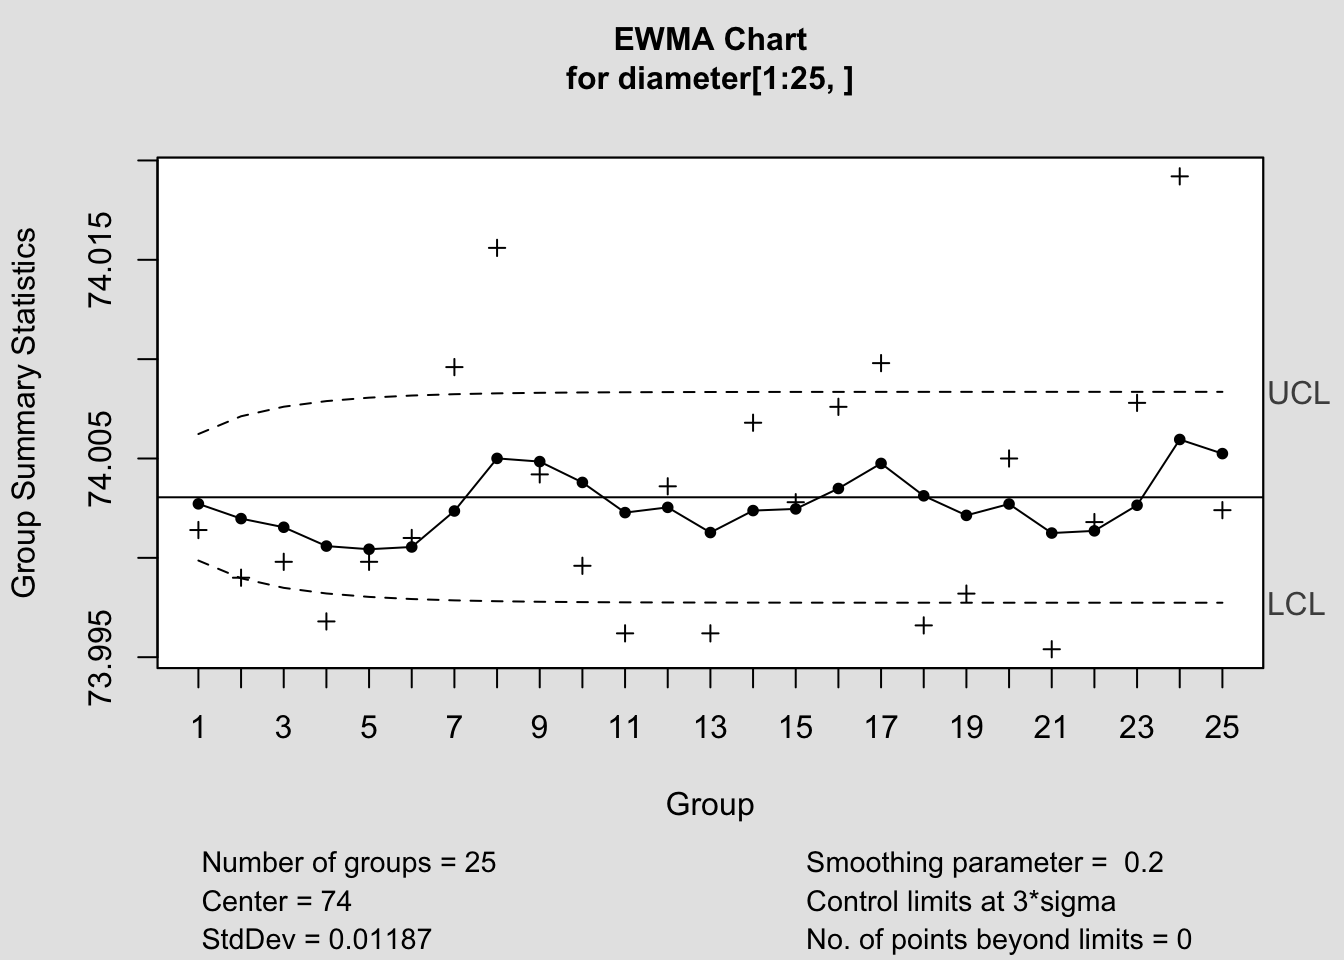 EWMA Chart
for diameter[1:25, ]
Group Summary Statistics
74.015
74.005
73.995
UCL
LCL
1 3 5 7 9 11 13 15 17 19 21 23 25
Group
Number of groups = 25
Center = 74
StdDev = 0.01187
Smoothing parameter =  0.2
Control limits at 3*sigma
No. of points beyond limits = 0